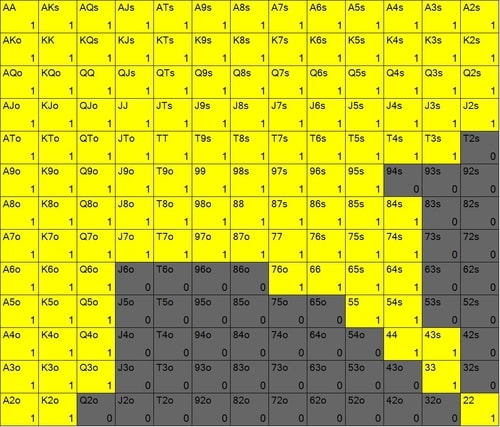 AA AKs AQs AJs ATs A9s A8s A7s A6s A5s A4s A3s A2s
1 1 1 1 1 1 1 1 1 1 1 1 1
AKo KK KQs KJs KTs K9s K8s K7s K6s K5s K4s K3s K2s
1 1 1 1 1 1 1 1 1 1 1 1 1
AQo KQo QQ QJs QTs Q9s Q8s Q7s Q6s Q5s Q4s Q3s Q2s
1 1 1 1 1 1 1 1 1 1 1 1 1
AJo KJo QJo JJ JTs J9s J8s J7s J6s J5s J4s J3s J2s
1 1 1 1 1 1 1 1 1 1 1 1 1
ATo KTo QTo JTo TT T9s T8s T7s T6s T5s T4s T3s T2s
1 1 1 1 1 1 1 1 1 1 1 1 0
A9o K9o Q9o J9o T9o 99 98s 97s 96s 95s 94s 93s 92s
1 1 1 1 1 1 1 1 1 1 0 0 0
A8o K8o Q8o J8o T8o 98o 88 87s 86s 85s 84s 83s 82s
1 1 1 1 1 1 1 1 1 1 1 0 0
A7o K7o Q7o J7o T7o 97o 87o 77 76s 75s 74s 73s 72s
1 1 1 1 1 1 1 1 1 1 1 0 0
A6o K6o Q6o J6o T6o 96o 86o 76o 66 65s 64s 63s 62s
1 1 1 0 0 0 0 1 1 1 1 0 0
A5o K5o Q5o J5o T5o 95o 85o 75o 65o 55 54s 53s 52s
1 1 1 0 0 0 0 0 0 1 1 0 0
A4o K4o Q4o J4o T4o 94o 84o 74o 64o 54o 44 43s 42s
1 1 1 0 0 0 0 0 0 0 1 1 0
A3o K3o Q3o J3o T3o 93o 83o 73o 63o 53o 43o 33 32s
1 1 1 0 0 0 0 0 0 0 0 1 0
A2o K2o Q2o J2o T2o 92o 82o 72o 62o 52o 42o 32o 22
1 1 0 0 0 0 0 0 0 0 0 0 1